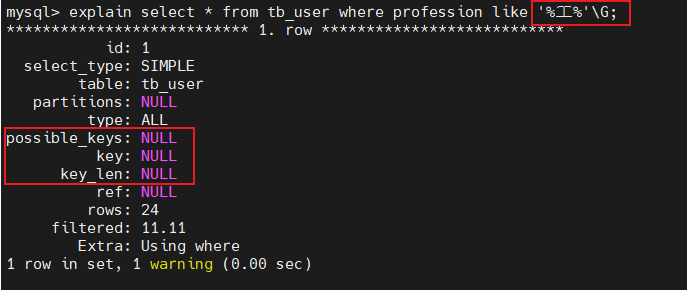 mysql> explain select * from tb_user where profession like '%工%'\G;
*************************** 1. row ***************************
id: 1
select_type: SIMPLE
table: tb_user
partitions: NULL
type: ALL
possible_keys: NULL
key: NULL
key_len: NULL
ref: NULL
rows: 24
filtered: 11.11
Extra: Using where
1 row in set, 1 warning (0.00 sec)